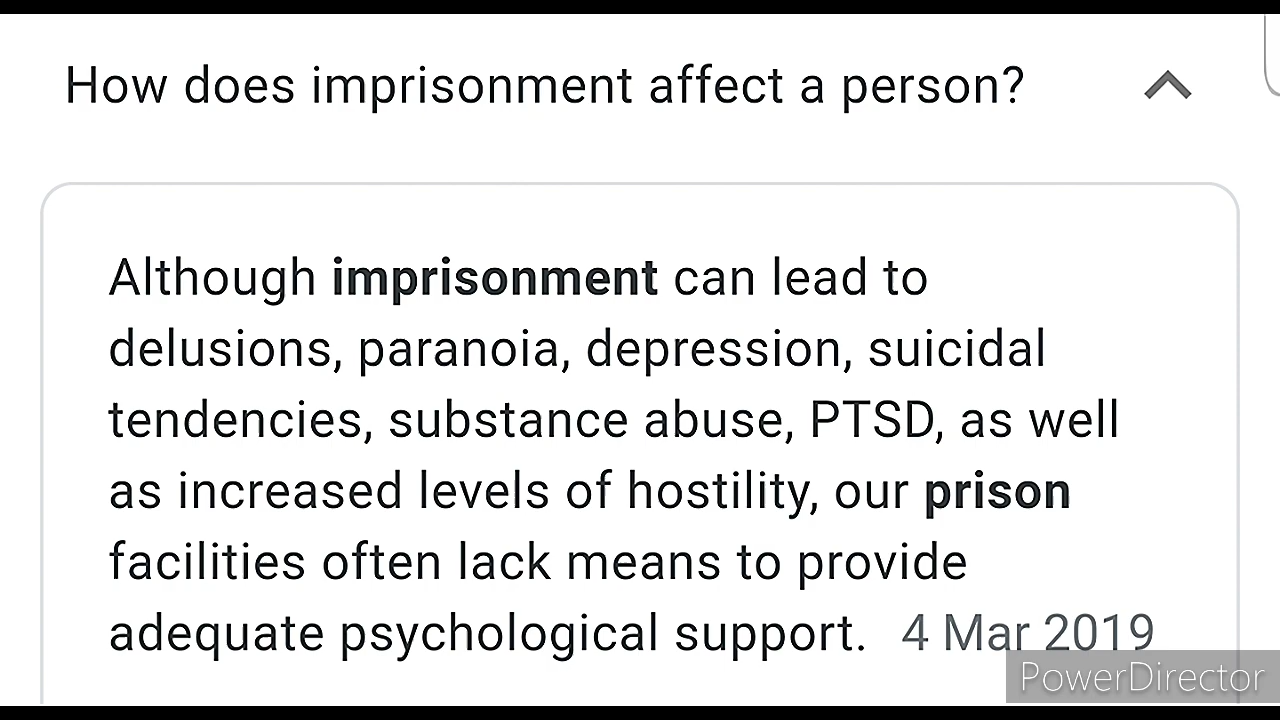 How does imprisonment affect a person?
Although imprisonment can lead to
delusions, paranoia, depression, suicidal
tendencies, substance abuse, PTSD, as well
as increased levels of hostility, our prison
facilities often lack means to provide
adequate psychological support. 4 Mar 2019
PowerDirector